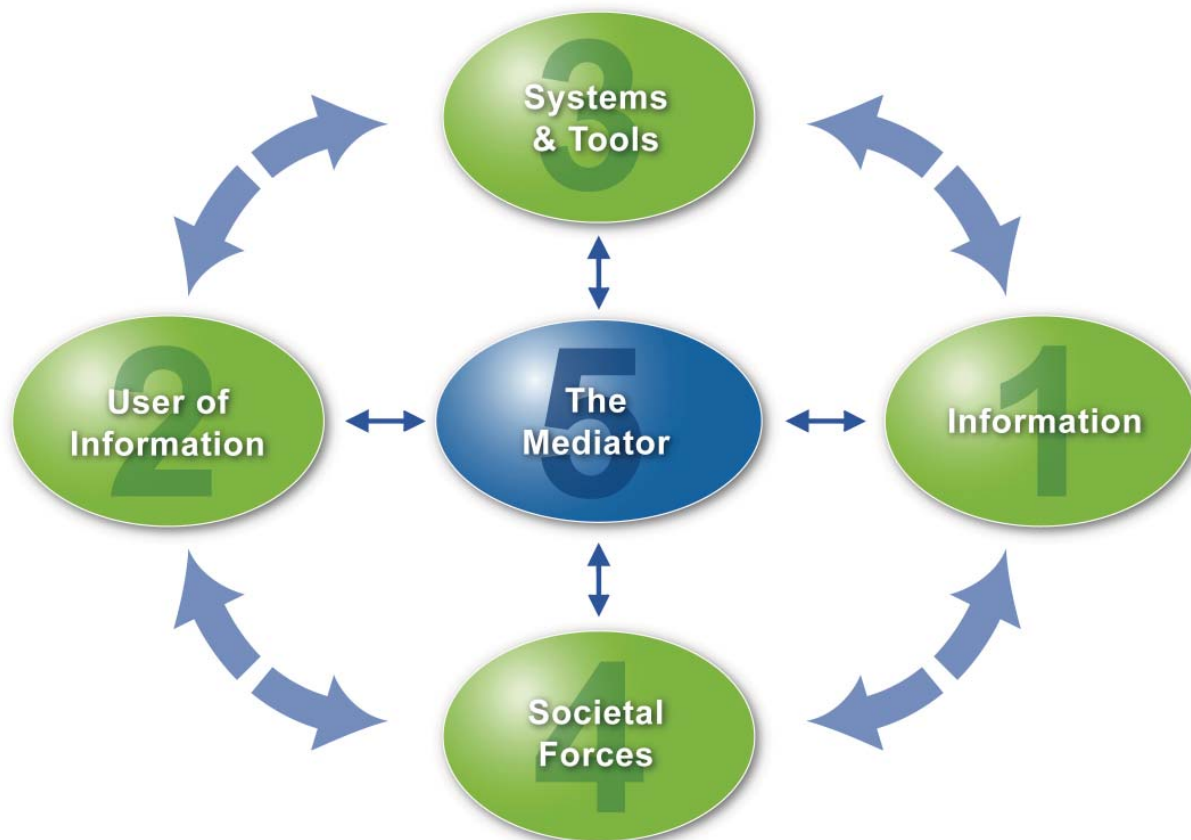 3
Systems
& Tools
2
User of
Information
5
The
Mediator
1
Information
4
Societal
Forces